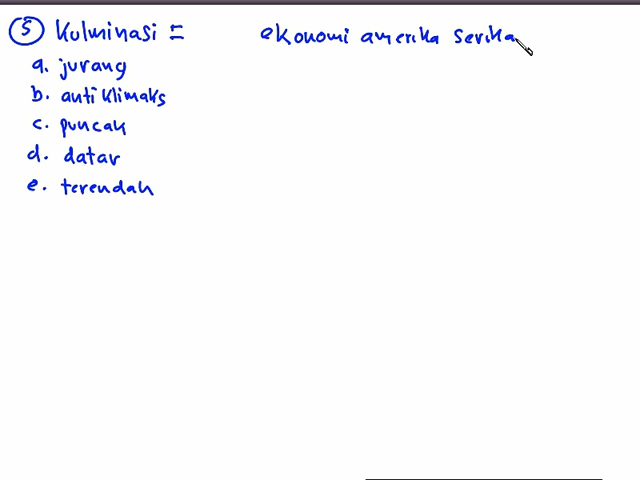 5 Kulminasi =
ekonomi amerika serika
a. jurang
b. antiklimaks
c. puncak
d. datar
e. terendah